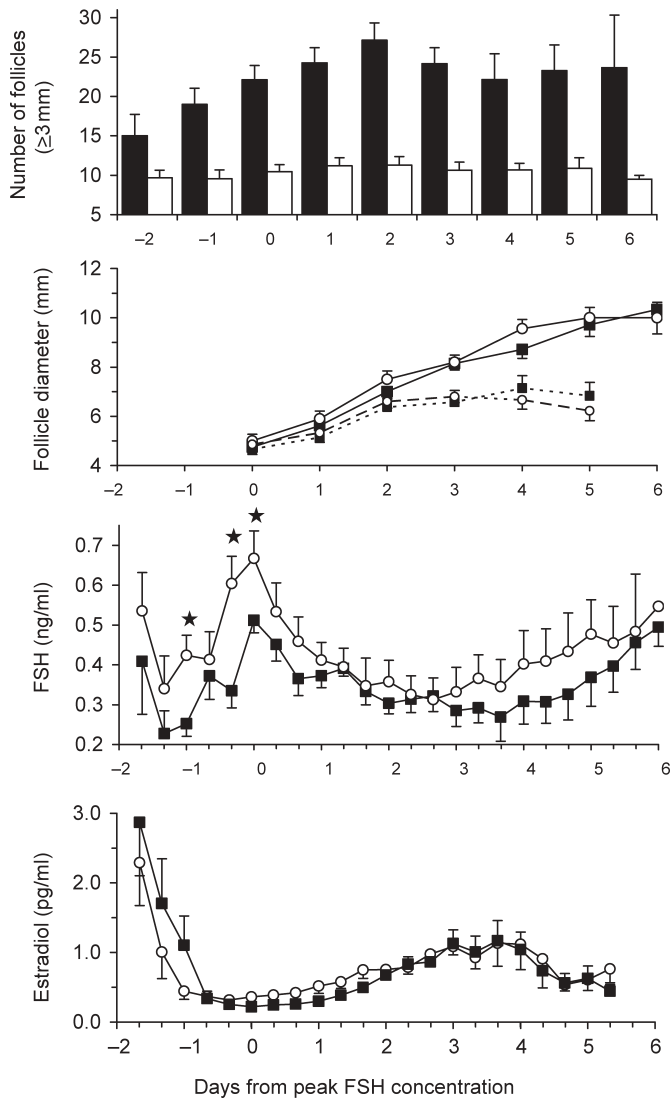 Number of follicles
(≥3 mm)
30
25
20
15
10
5
–2 –1 0 1 2 3 4 5 6
Follicle diameter (mm)
12
10
8
6
4
–2 –1 0 1 2 3 4 5 6
FSH (ng/ml)
0.7
0.6
0.5
0.4
0.3
0.2
–2 –1 0 1 2 3 4 5 6
Estradiol (pg/ml)
3.0
2.0
1.0
0.0
–2 –1 0 1 2 3 4 5 6
Days from peak FSH concentration